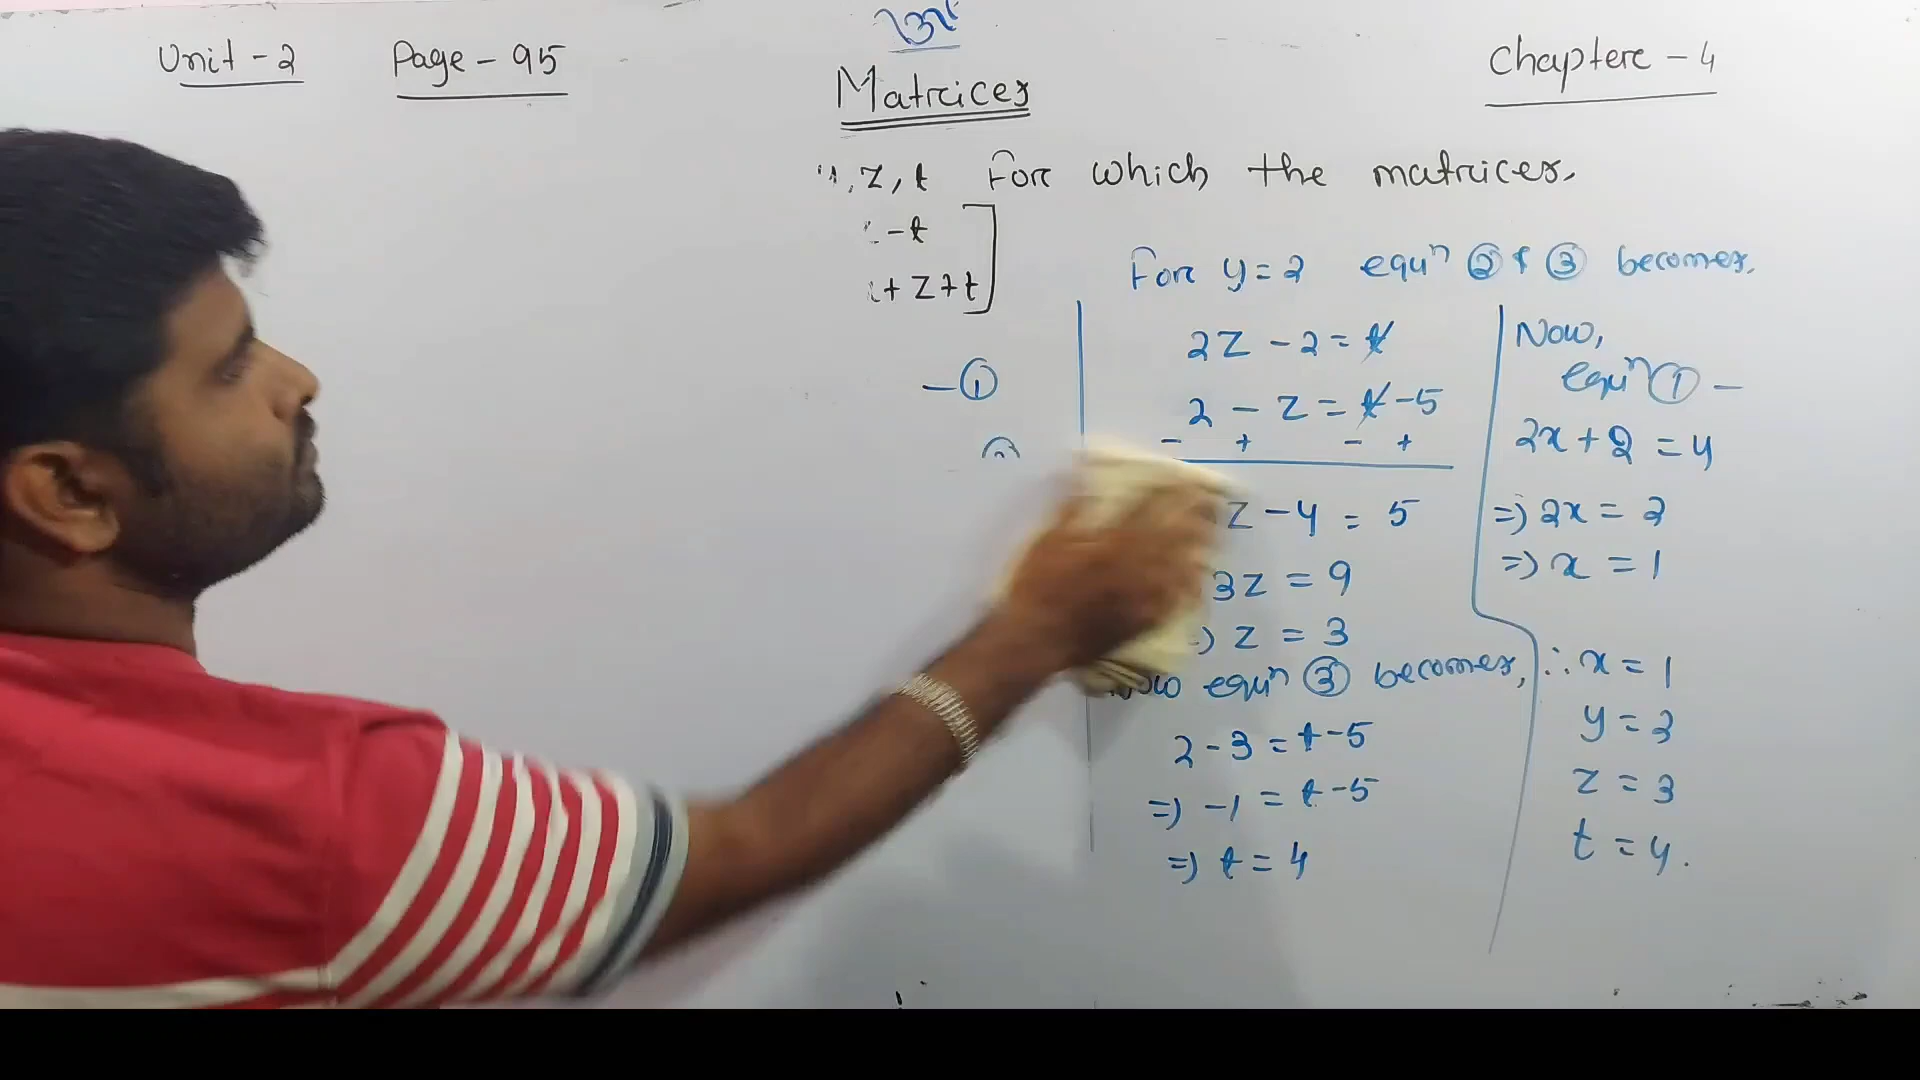 Unit - 2 Page - 95
Matrices
Chapter - 4
z, t For which the matrices,
- t
+ z + t
- ①
For y = 2 equⁿ ② & ③ becomes,
2z - 2 = t
2 - z = t - 5
- + - +
z - 4 = 5
3z = 9
⇒ z = 3
Now equⁿ ③ becomes,
2 - 3 = t - 5
⇒ -1 = t - 5
⇒ t = 4
Now,
equⁿ ① -
2x + 2 = 4
⇒ 2x = 2
⇒ x = 1
∴ x = 1
y = 2
z = 3
t = 4.